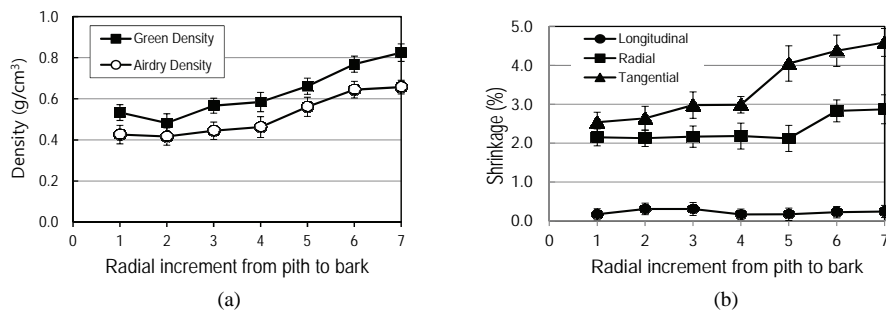 1.0
0.8
0.6
0.4
0.2
0.0
Density (g/cm³)
Green Density
Airdry Density
0 1 2 3 4 5 6 7
Radial increment from pith to bark
(a)
5.0
4.0
3.0
2.0
1.0
0.0
Shrinkage (%)
Longitudinal
Radial
Tangential
0 1 2 3 4 5 6 7
Radial increment from pith to bark
(b)